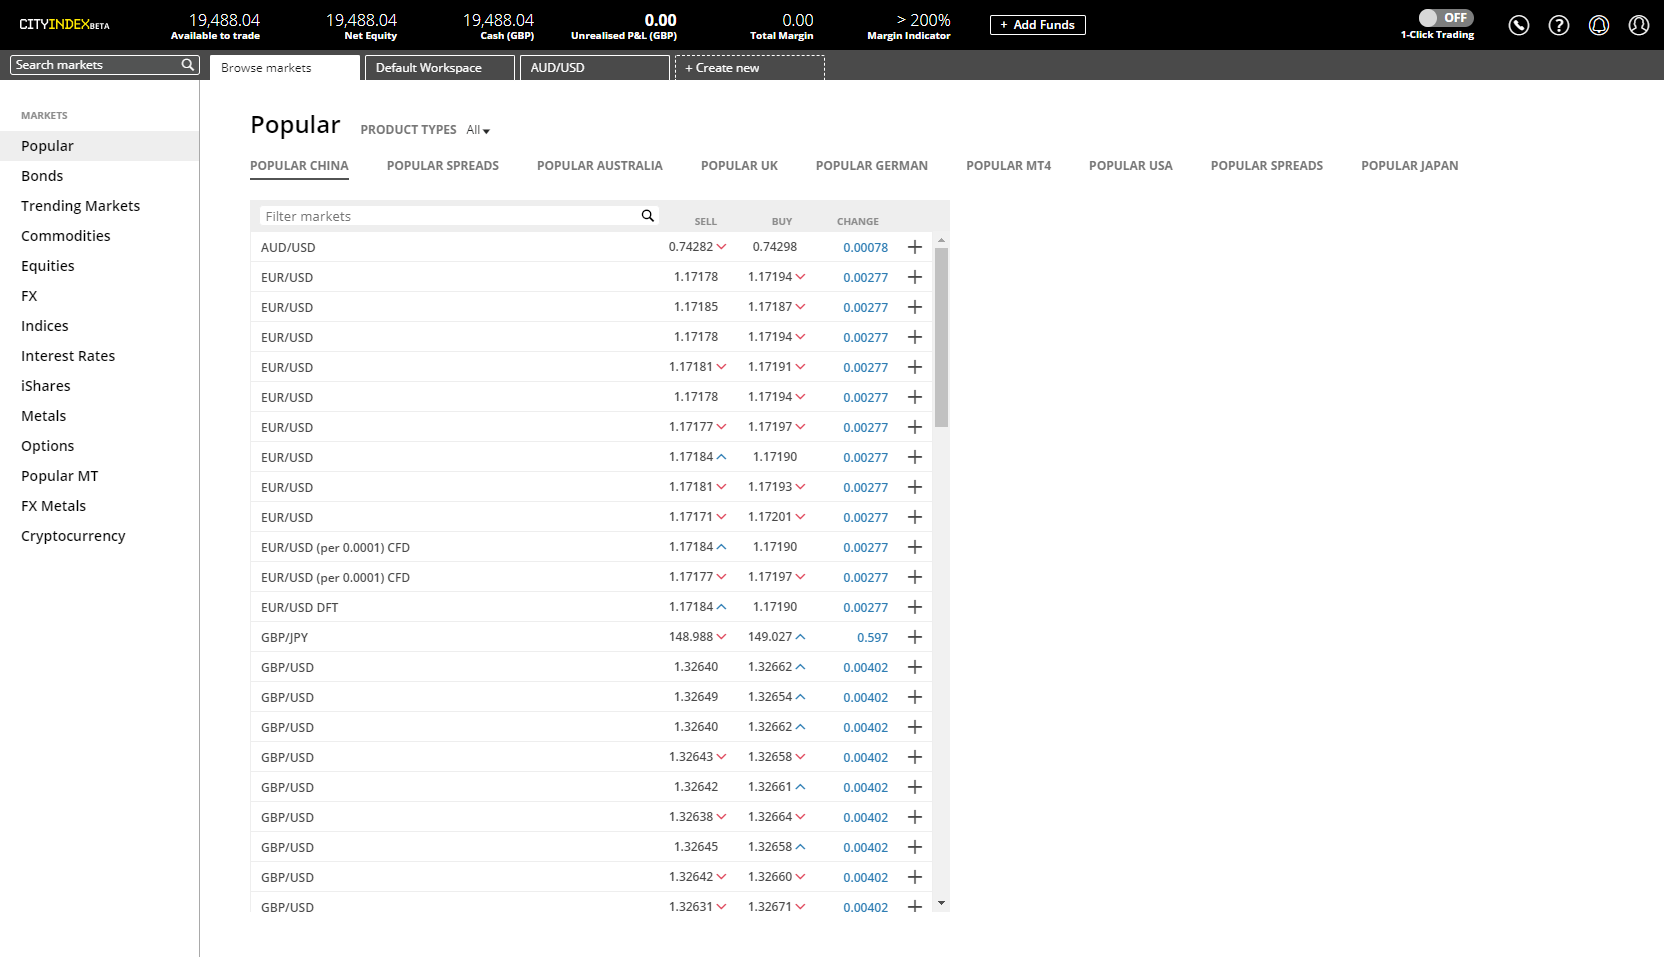 CITYINDEXBETA
19,488.04 19,488.04 19,488.04 0.00 0.00 > 200%
Available to trade Net Equity Cash (GBP) Unrealised P&L (GBP) Total Margin Margin Indicator
+ Add Funds
OFF
1-Click Trading
Search markets
Browse markets
Default Workspace
AUD/USD
+ Create new
MARKETS
Popular
Bonds
Trending Markets
Commodities
Equities
FX
Indices
Interest Rates
iShares
Metals
Options
Popular MT
FX Metals
Cryptocurrency
Popular PRODUCT TYPES All
POPULAR CHINA POPULAR SPREADS POPULAR AUSTRALIA POPULAR UK POPULAR GERMAN POPULAR MT4 POPULAR USA POPULAR SPREADS POPULAR JAPAN
Filter markets SELL BUY CHANGE
AUD/USD 0.74282 0.74298 0.00078
EUR/USD 1.17178 1.17194 0.00277
EUR/USD 1.17185 1.17187 0.00277
EUR/USD 1.17178 1.17194 0.00277
EUR/USD 1.17181 1.17191 0.00277
EUR/USD 1.17178 1.17194 0.00277
EUR/USD 1.17177 1.17197 0.00277
EUR/USD 1.17184 1.17190 0.00277
EUR/USD 1.17181 1.17193 0.00277
EUR/USD 1.17171 1.17201 0.00277
EUR/USD (per 0.0001) CFD 1.17184 1.17190 0.00277
EUR/USD (per 0.0001) CFD 1.17177 1.17197 0.00277
EUR/USD DFT 1.17184 1.17190 0.00277
GBP/JPY 148.988 149.027 0.597
GBP/USD 1.32640 1.32662 0.00402
GBP/USD 1.32649 1.32654 0.00402
GBP/USD 1.32640 1.32662 0.00402
GBP/USD 1.32643 1.32658 0.00402
GBP/USD 1.32642 1.32661 0.00402
GBP/USD 1.32638 1.32664 0.00402
GBP/USD 1.32645 1.32658 0.00402
GBP/USD 1.32642 1.32660 0.00402
GBP/USD 1.32631 1.32671 0.00402